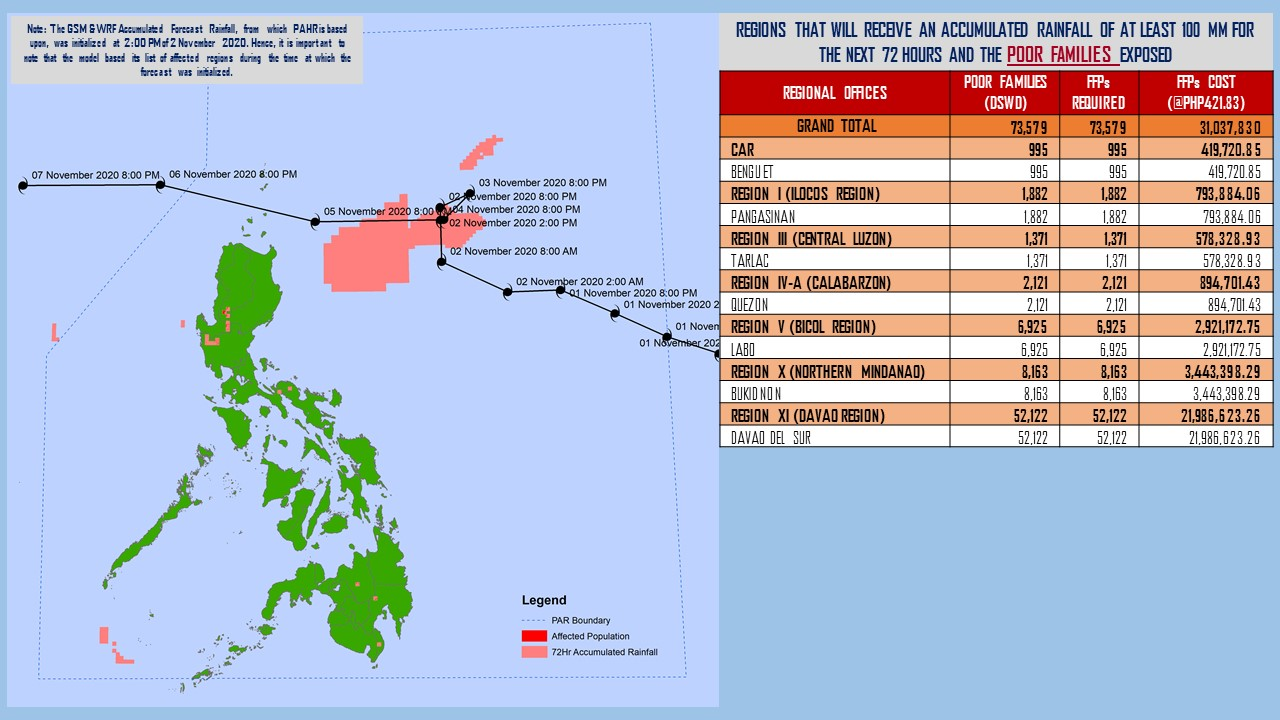 Note: The GSM & WRF Accumulated Forecast Rainfall, from which PAHR is based
upon, was initialized at 2:00 PM of 2 November 2020. Hence, it is important to
note that the model based its list of affected regions during the time at which the
forecast was initialized.
07 November 2020 8:00 PM
06 November 2020 8:00 PM
05 November 2020 8:00
03 November 2020 8:00 PM
02 November 2020 8:00 PM
04 November 2020 8:00 PM
02 November 2020 2:00 PM
02 November 2020 8:00 AM
02 November 2020 2:00 AM
01 November 2020 8:00 PM
01 November 2020 2
01 Novem
01 November 202
Legend
PAR Boundary
Affected Population
72Hr Accumulated Rainfall
REGIONS THAT WILL RECEIVE AN ACCUMULATED RAINFALL OF AT LEAST 100 MM FOR
THE NEXT 72 HOURS AND THE POOR FAMILIES EXPOSED
REGIONAL OFFICES POOR FAMILIES (DSWD) FFPs REQUIRED FFPs COST (@PHP421.83)
GRAND TOTAL 73,579 73,579 31,037,830
CAR 995 995 419,720.85
BENGUET 995 995 419,720.85
REGION I (ILOCOS REGION) 1,882 1,882 793,884.06
PANGASINAN 1,882 1,882 793,884.06
REGION III (CENTRAL LUZON) 1,371 1,371 578,328.93
TARLAC 1,371 1,371 578,328.93
REGION IV-A (CALABARZON) 2,121 2,121 894,701.43
QUEZON 2,121 2,121 894,701.43
REGION V (BICOL REGION) 6,925 6,925 2,921,172.75
LABO 6,925 6,925 2,921,172.75
REGION X (NORTHERN MINDANAO) 8,163 8,163 3,443,398.29
BUKIDNON 8,163 8,163 3,443,398.29
REGION XI (DAVAO REGION) 52,122 52,122 21,986,623.26
DAVAO DEL SUR 52,122 52,122 21,986,623.26